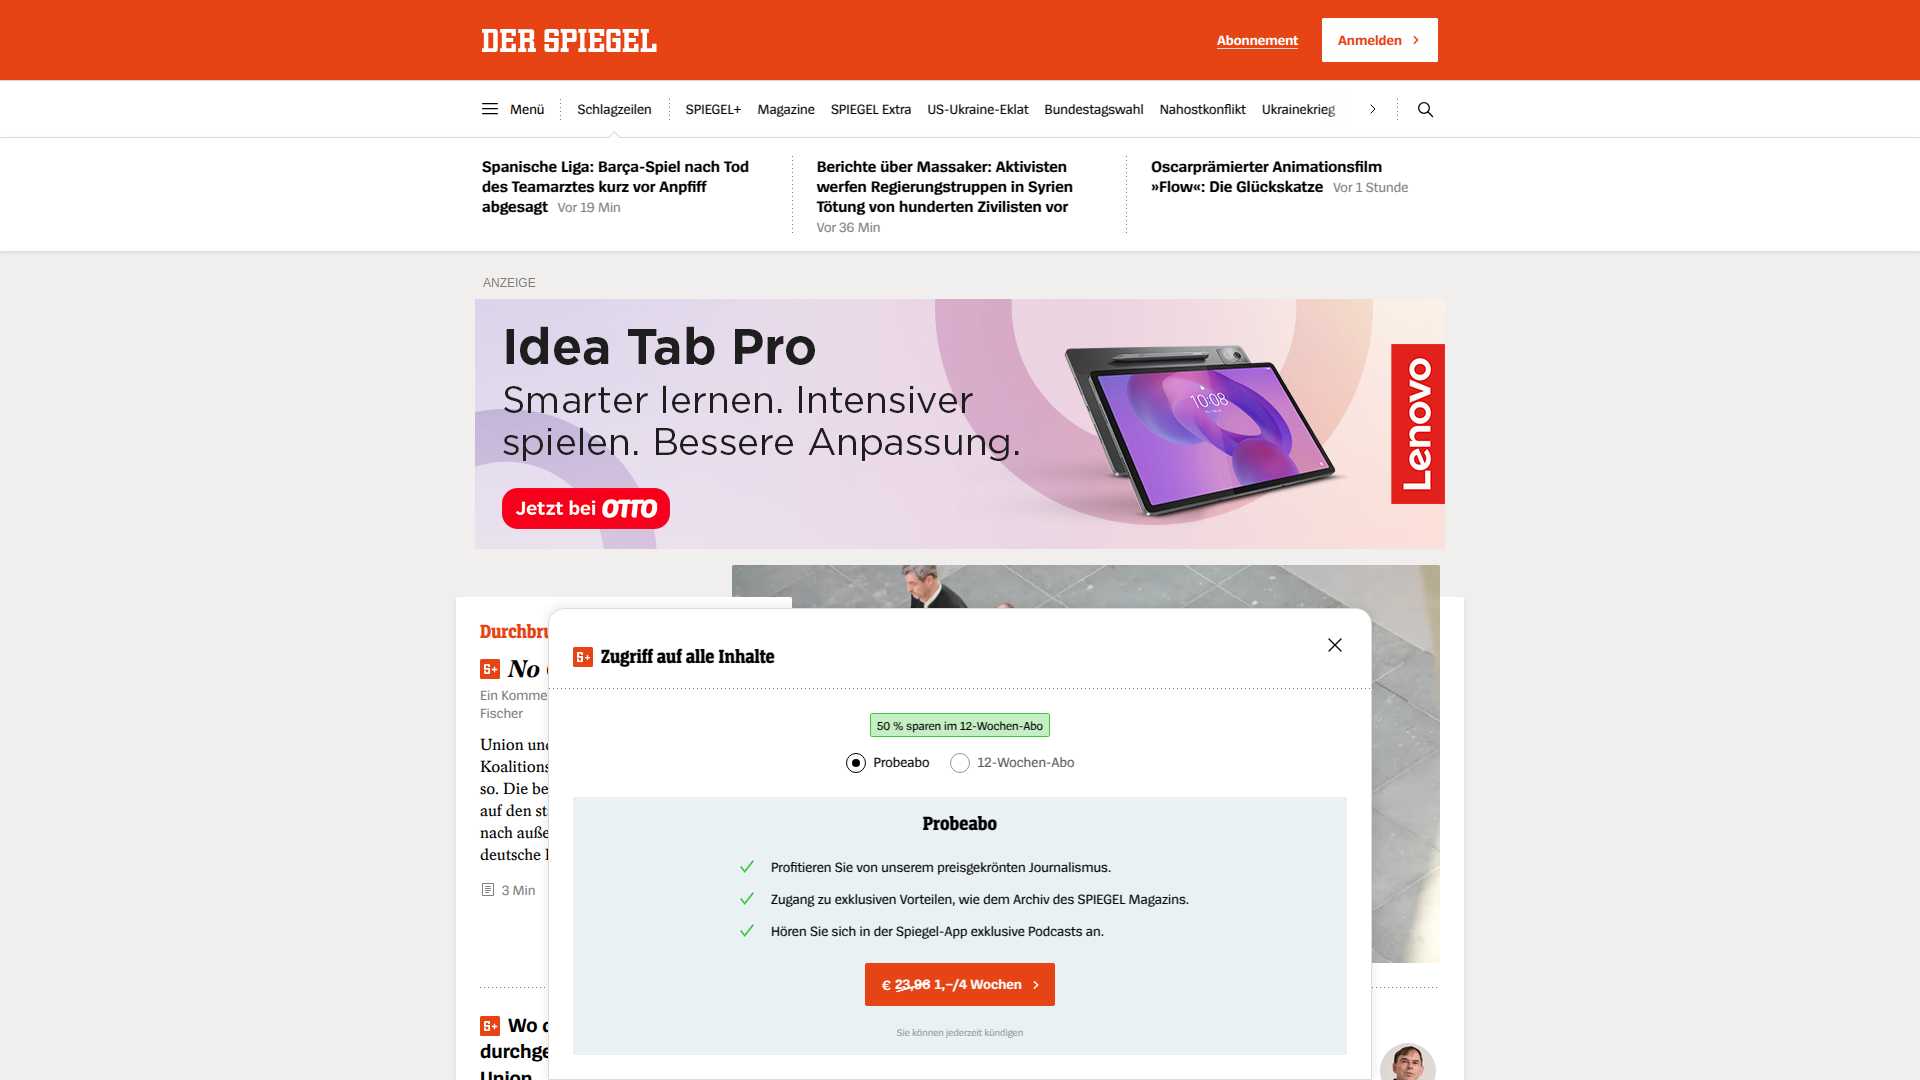 DER SPIEGEL
Abonnement
Anmelden
Menü
Schlagzeilen
SPIEGEL+
Magazine
SPIEGEL Extra
US-Ukraine-Eklat
Bundestagswahl
Nahostkonflikt
Ukrainekrieg
Spanische Liga: Barça-Spiel nach Tod
des Teamarztes kurz vor Anpfiff
abgesagt Vor 19 Min
Berichte über Massaker: Aktivisten
werfen Regierungstruppen in Syrien
Tötung von hunderten Zivilisten vor
Vor 36 Min
Oscarprämierter Animationsfilm
»Flow«: Die Glückskatze Vor 1 Stunde
ANZEIGE
Idea Tab Pro
Smarter lernen. Intensiver
spielen. Bessere Anpassung.
Jetzt bei OTTO
10:08
Lenovo
No
Ein Komme
Fischer
Union
Koalitions
so. Die be
auf den st
nach auße
deutsche
3 Min
Wo
durchge
Union
Zugriff auf alle Inhalte
50 % sparen im 12-Wochen-Abo
Probeabo
12-Wochen-Abo
Probeabo
Profitieren Sie von unserem preisgekrönten Journalismus.
Zugang zu exklusiven Vorteilen, wie dem Archiv des SPIEGEL Magazins.
Hören Sie sich in der Spiegel-App exklusive Podcasts an.
€ 23,96 1,–/4 Wochen
Sie können jederzeit kündigen